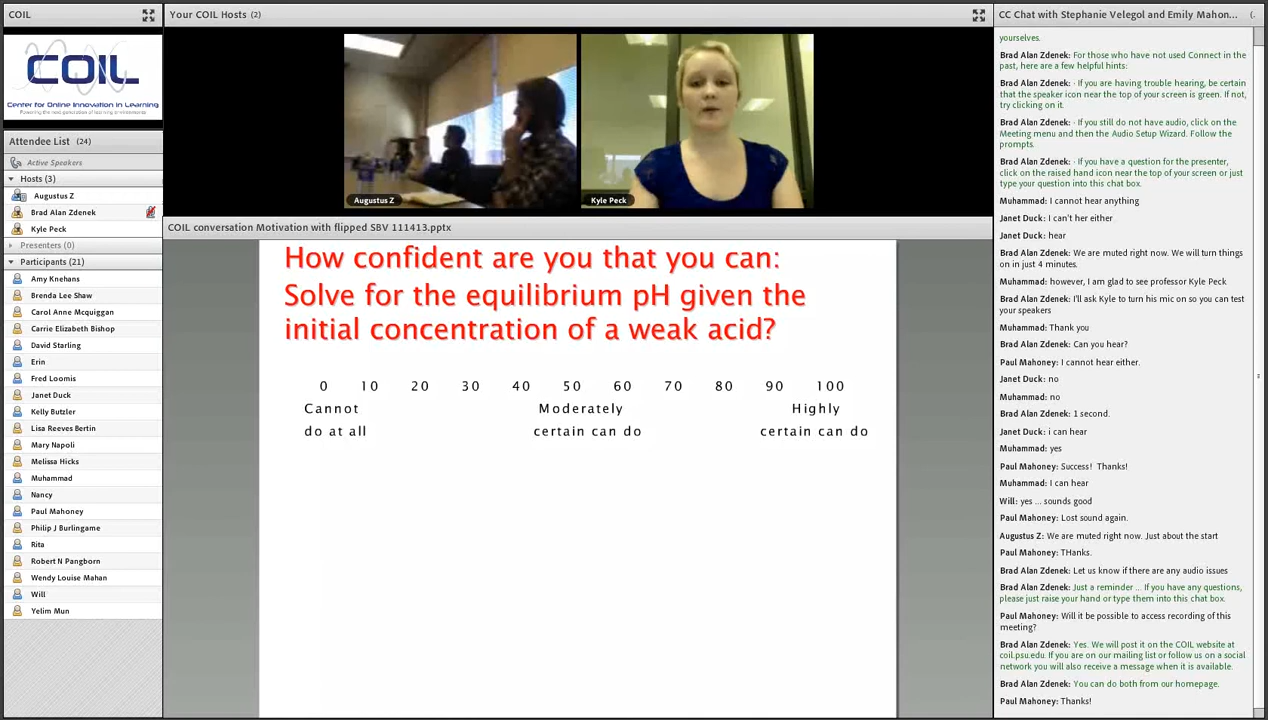 COIL
COIL
Center for Online Innovation in Learning
Powering the next generation of learning environments
Attendee List (24)
Active Speakers
Hosts (3)
Augustus Z
Brad Alan Zdenek
Kyle Peck
Presenters (0)
Participants (21)
Amy Knehans
Brenda Lee Shaw
Carol Anne Mcquiggan
Carrie Elizabeth Bishop
David Starling
Erin
Fred Loomis
Janet Duck
Kelly Butzler
Lisa Reeves Bertin
Mary Napoli
Melissa Hicks
Muhammad
Nancy
Paul Mahoney
Philip J Burlingame
Rita
Robert N Pangborn
Wendy Louise Mahan
Will
Yelim Mun
Your COIL Hosts (2)
Augustus Z
Kyle Peck
COIL conversation Motivation with flipped SBV 111413.pptx
How confident are you that you can:
Solve for the equilibrium pH given the
initial concentration of a weak acid?
0 10 20 30 40 50 60 70 80 90 100
Cannot Moderately Highly
do at all certain can do certain can do
CC Chat with Stephanie Velegol and Emily Mahon... (.
yourselves.
Brad Alan Zdenek: For those who have not used Connect in the
past, here are a few helpful hints:
Brad Alan Zdenek: · If you are having trouble hearing, be certain
that the speaker icon near the top of your screen is green. If not,
try clicking on it.
Brad Alan Zdenek: · If you still do not have audio, click on the
Meeting menu and then the Audio Setup Wizard. Follow the
prompts.
Brad Alan Zdenek: · If you have a question for the presenter,
click on the raised hand icon near the top of your screen or just
type your question into this chat box.
Muhammad: I cannot hear anything
Janet Duck: I can't her either
Janet Duck: hear
Brad Alan Zdenek: We are muted right now. We will turn things
on in just 4 minutes.
Muhammad: however, I am glad to see professor Kyle Peck
Brad Alan Zdenek: I'll ask Kyle to turn his mic on so you can test
your speakers
Muhammad: Thank you
Brad Alan Zdenek: Can you hear?
Paul Mahoney: I cannot hear either.
Janet Duck: no
Muhammad: no
Brad Alan Zdenek: 1 second.
Janet Duck: i can hear
Muhammad: yes
Paul Mahoney: Success! Thanks!
Muhammad: I can hear
Will: yes ... sounds good
Paul Mahoney: Lost sound again.
Augustus Z: We are muted right now. Just about the start
Paul Mahoney: THanks.
Brad Alan Zdenek: Let us know if there are any audio issues
Brad Alan Zdenek: Just a reminder ... If you have any questions,
please just raise your hand or type them into this chat box.
Paul Mahoney: Will it be possible to access recording of this
meeting?
Brad Alan Zdenek: Yes. We will post it on the COIL website at
coil.psu.edu. If you are on our mailing list or follow us on a social
network you will also receive a message when it is available.
Brad Alan Zdenek: You can do both from our homepage.
Paul Mahoney: Thanks!